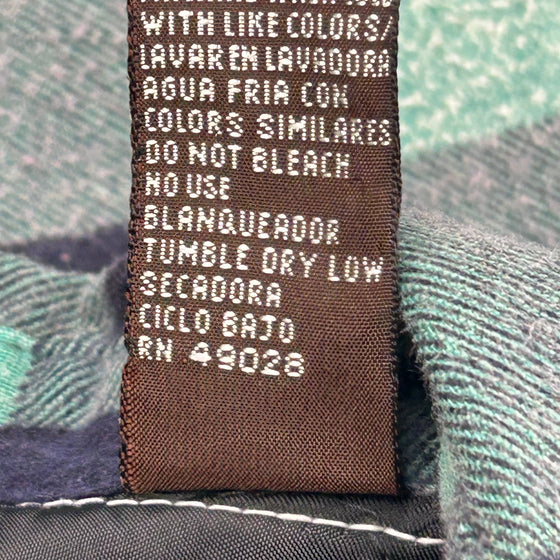 WITH LIKE COLORS/
LAVAR EN LAVADORA
AGUA FRIA CON
COLORS SIMILARES
DO NOT BLEACH
NO USE
BLANQUEADOR
TUMBLE DRY LOW
SECADORA
CICLO BAJO
RN 49028